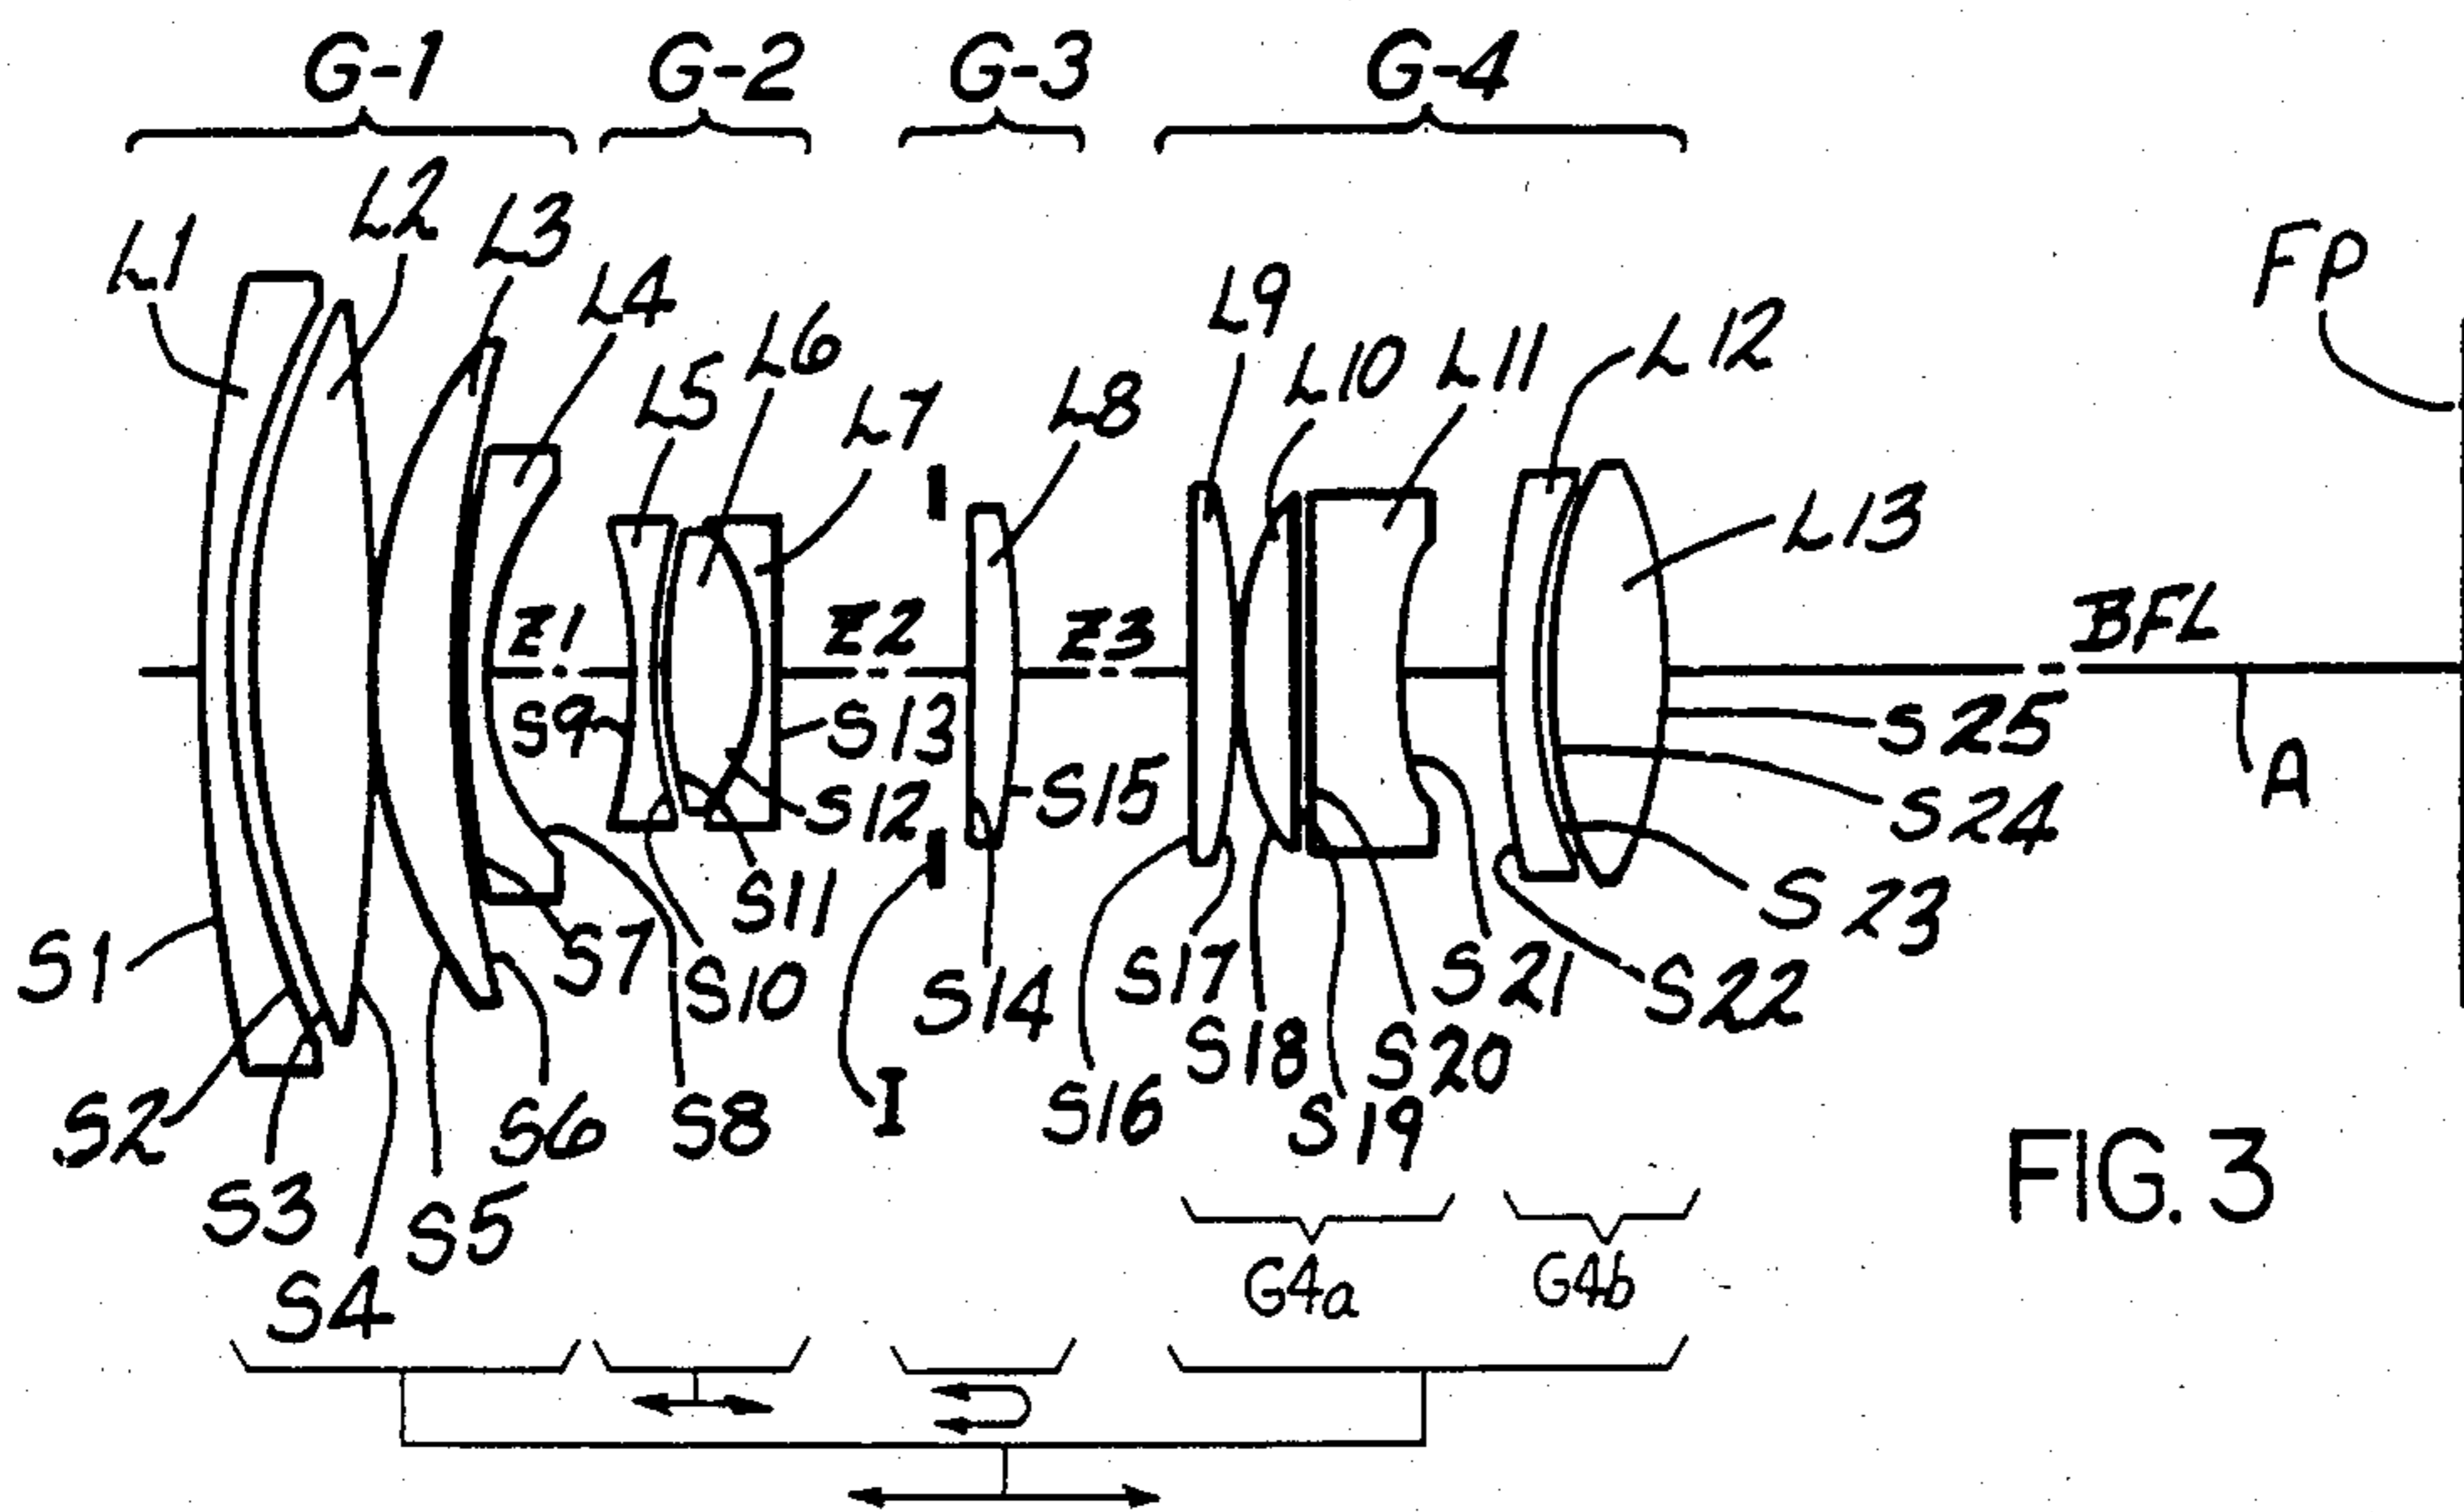 G-1 G-2 G-3 G-4
L1 L2 L3 L4 L5 L6 L7 L8 L9 L10 L11 L12 L13 FP
Z1 Z2 Z3 BFL
S9 S13 S25
S12 S15 S24 A
S11 S23
S1 S7 S10 S14 S17 S21 S22
S2 S6 S8 I S16 S18 S19 S20
S3 S5
S4
G4a G4b
FIG. 3